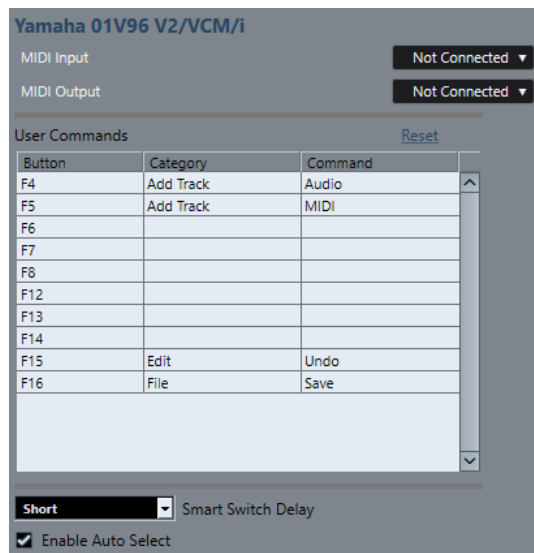 Yamaha 01V96 V2/VCM/i
MIDI Input Not Connected
MIDI Output Not Connected
User Commands Reset
Button Category Command
F4 Add Track Audio
F5 Add Track MIDI
F6
F7
F8
F12
F13
F14
F15 Edit Undo
F16 File Save
Short Smart Switch Delay
Enable Auto Select